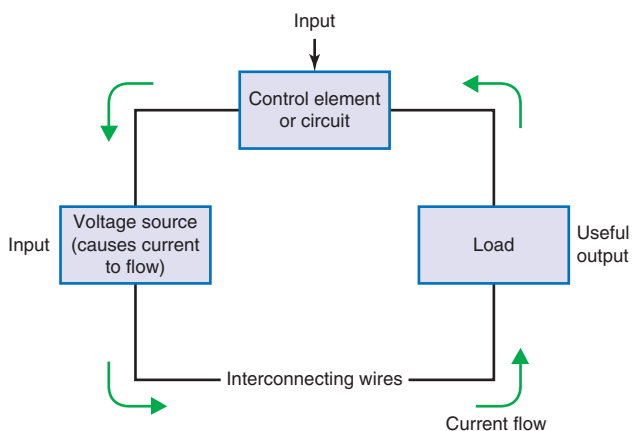 Input
Control element
or circuit
Input
Voltage source
(causes current
to flow)
Load
Useful
output
Interconnecting wires
Current flow